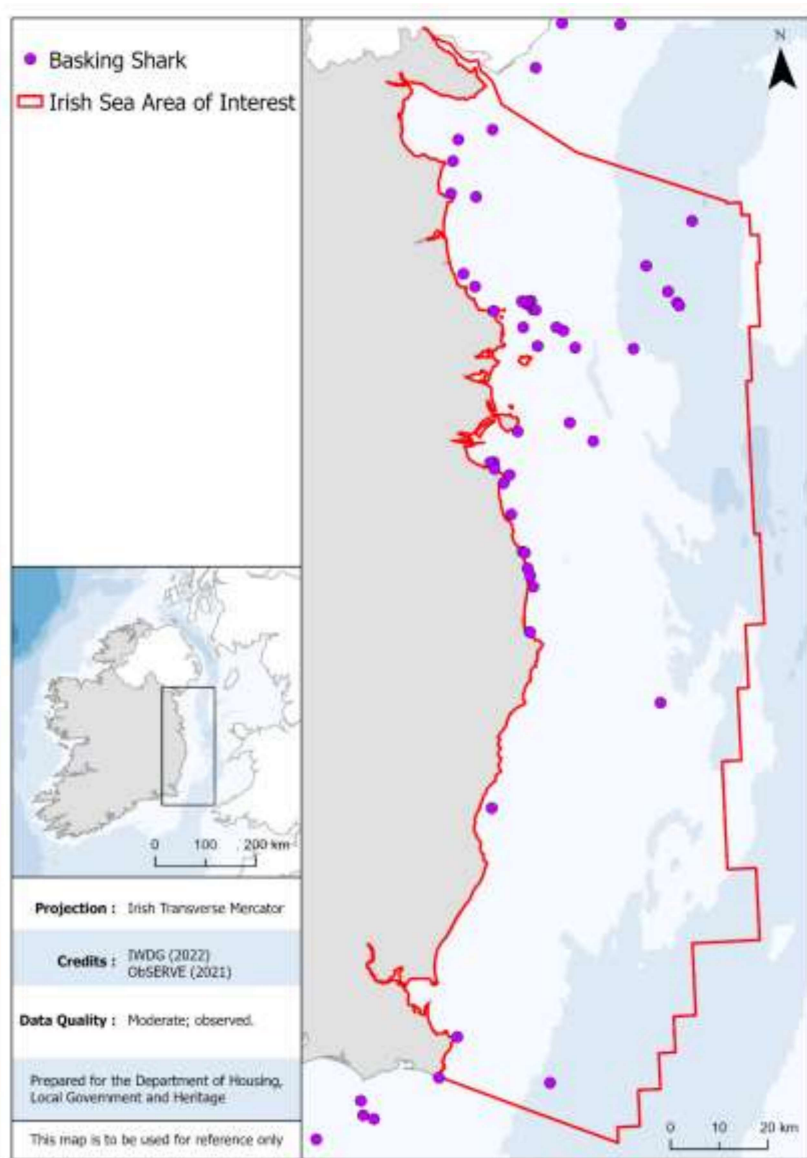 Basking Shark
Irish Sea Area of Interest
N
0 100 200 km
Projection : Irish Transverse Mercator
Credits : IWDG (2022)
ObSERVE (2021)
Data Quality : Moderate; observed.
Prepared for the Department of Housing,
Local Government and Heritage
This map is to be used for reference only
0 10 20 km